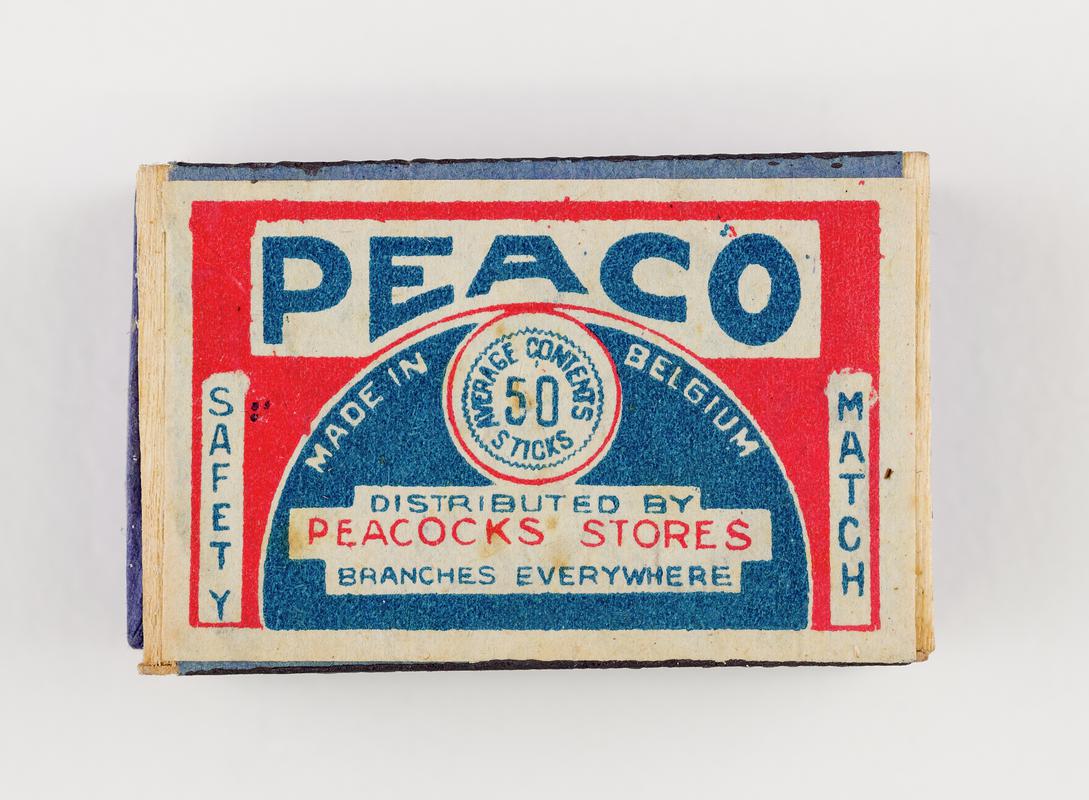 PEACO
MADE IN BELGIUM
AVERAGE CONTENTS
50
STICKS
SAFETY
MATCH
DISTRIBUTED BY
PEACOCKS STORES
BRANCHES EVERYWHERE